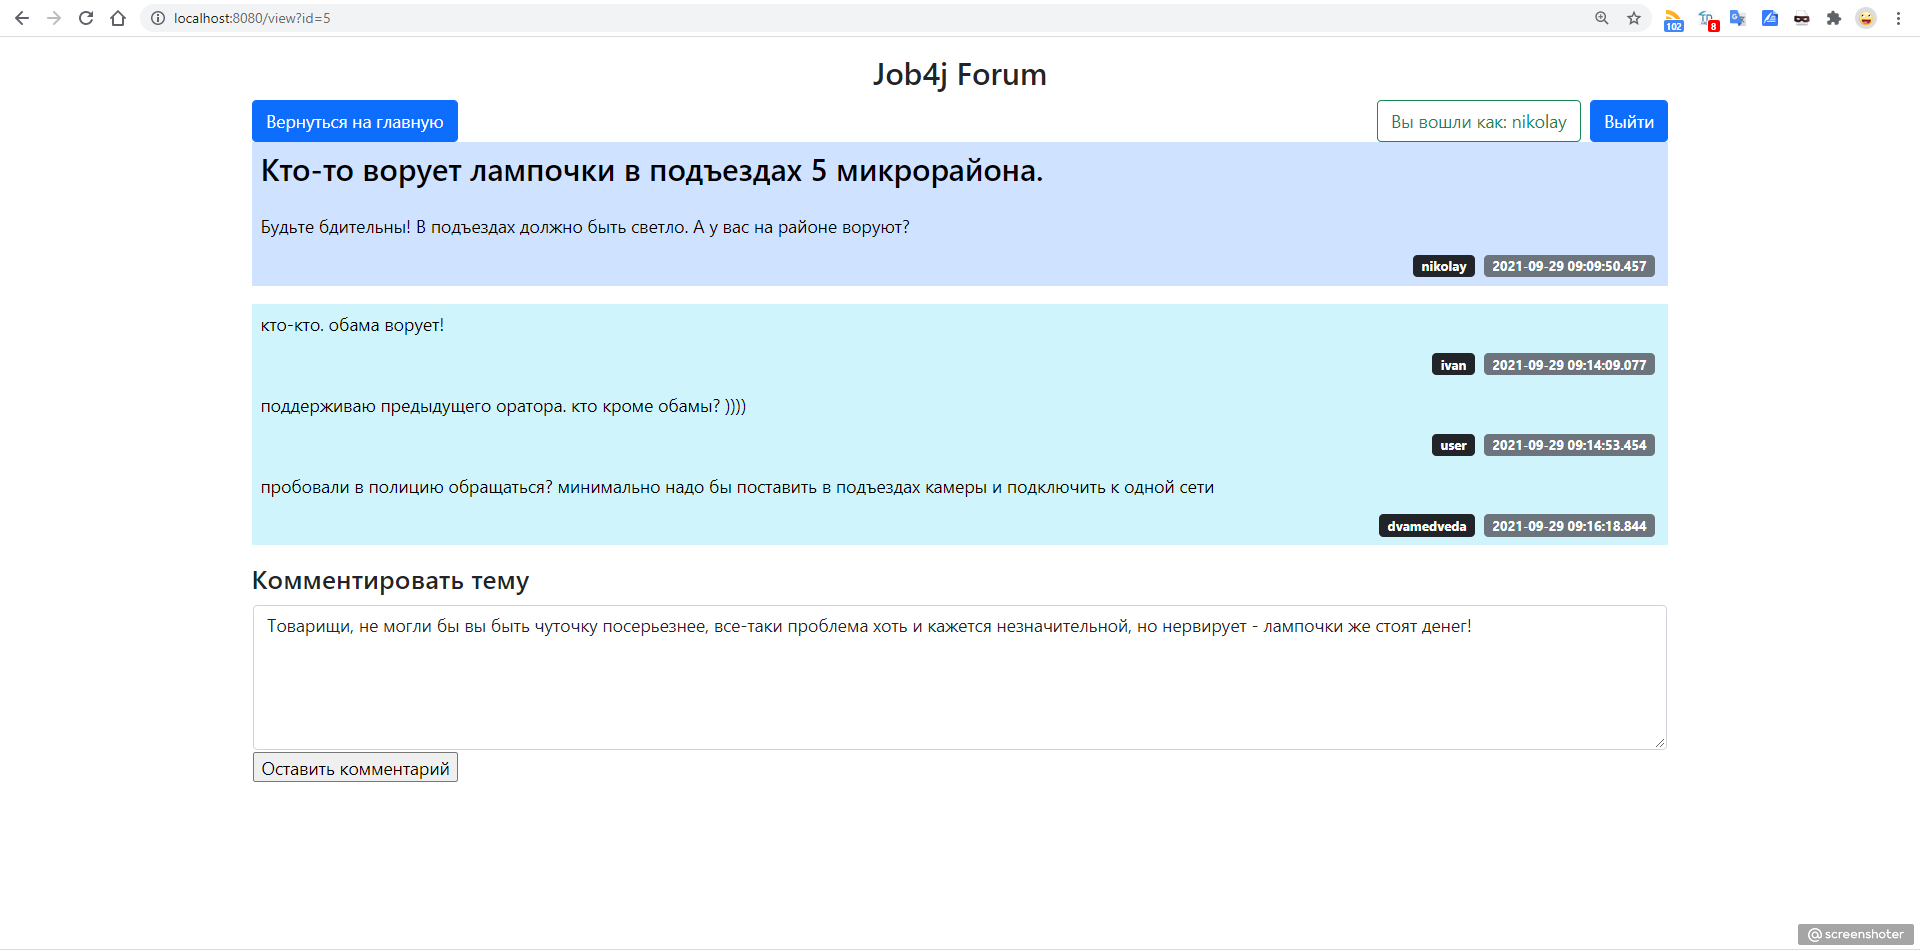 localhost:8080/view?id=5
102
8
Job4j Forum
Вернуться на главную
Вы вошли как: nikolay
Выйти
Кто-то ворует лампочки в подъездах 5 микрорайона.
Будьте бдительны! В подъездах должно быть светло. А у вас на районе воруют?
nikolay 2021-09-29 09:09:50.457
кто-кто. обама ворует!
ivan 2021-09-29 09:14:09.077
поддерживаю предыдущего оратора. кто кроме обамы? ))))
user 2021-09-29 09:14:53.454
пробовали в полицию обращаться? минимально надо бы поставить в подъездах камеры и подключить к одной сети
dvamedveda 2021-09-29 09:16:18.844
Комментировать тему
Товарищи, не могли бы вы быть чуточку посерьезнее, все-таки проблема хоть и кажется незначительной, но нервирует - лампочки же стоят денег!
Оставить комментарий
@screenshoter